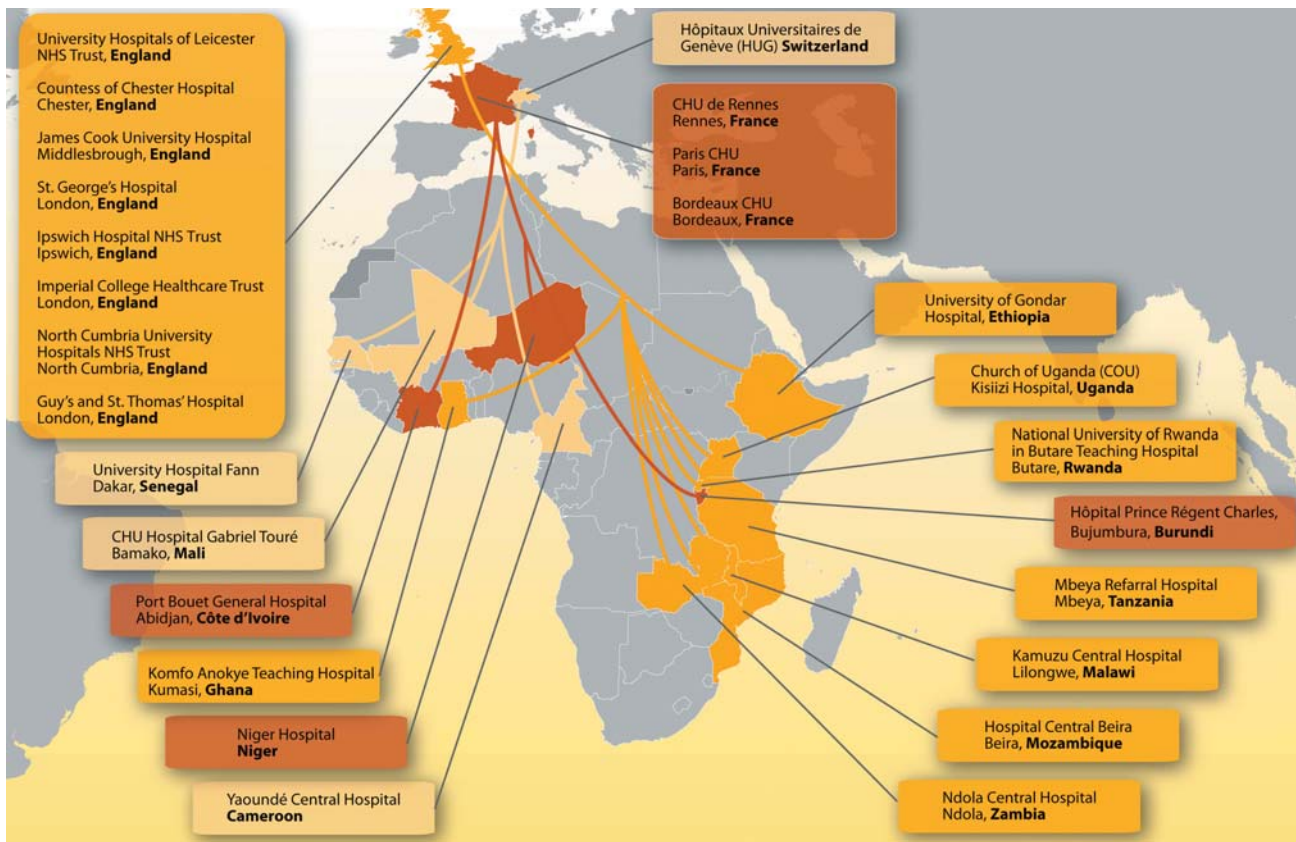 University Hospitals of Leicester
NHS Trust, England
Countess of Chester Hospital
Chester, England
James Cook University Hospital
Middlesbrough, England
St. George's Hospital
London, England
Ipswich Hospital NHS Trust
Ipswich, England
Imperial College Healthcare Trust
London, England
North Cumbria University
Hospitals NHS Trust
North Cumbria, England
Guy's and St. Thomas' Hospital
London, England
Hôpitaux Universitaires de
Genève (HUG) Switzerland
CHU de Rennes
Rennes, France
Paris CHU
Paris, France
Bordeaux CHU
Bordeaux, France
University Hospital Fann
Dakar, Senegal
CHU Hospital Gabriel Touré
Bamako, Mali
Port Bouet General Hospital
Abidjan, Côte d'Ivoire
Komfo Anokye Teaching Hospital
Kumasi, Ghana
Niger Hospital
Niger
Yaoundé Central Hospital
Cameroon
University of Gondar
Hospital, Ethiopia
Church of Uganda (COU)
Kisiizi Hospital, Uganda
National University of Rwanda
in Butare Teaching Hospital
Butare, Rwanda
Hôpital Prince Régent Charles,
Bujumbura, Burundi
Mbeya Refarral Hospital
Mbeya, Tanzania
Kamuzu Central Hospital
Lilongwe, Malawi
Hospital Central Beira
Beira, Mozambique
Ndola Central Hospital
Ndola, Zambia